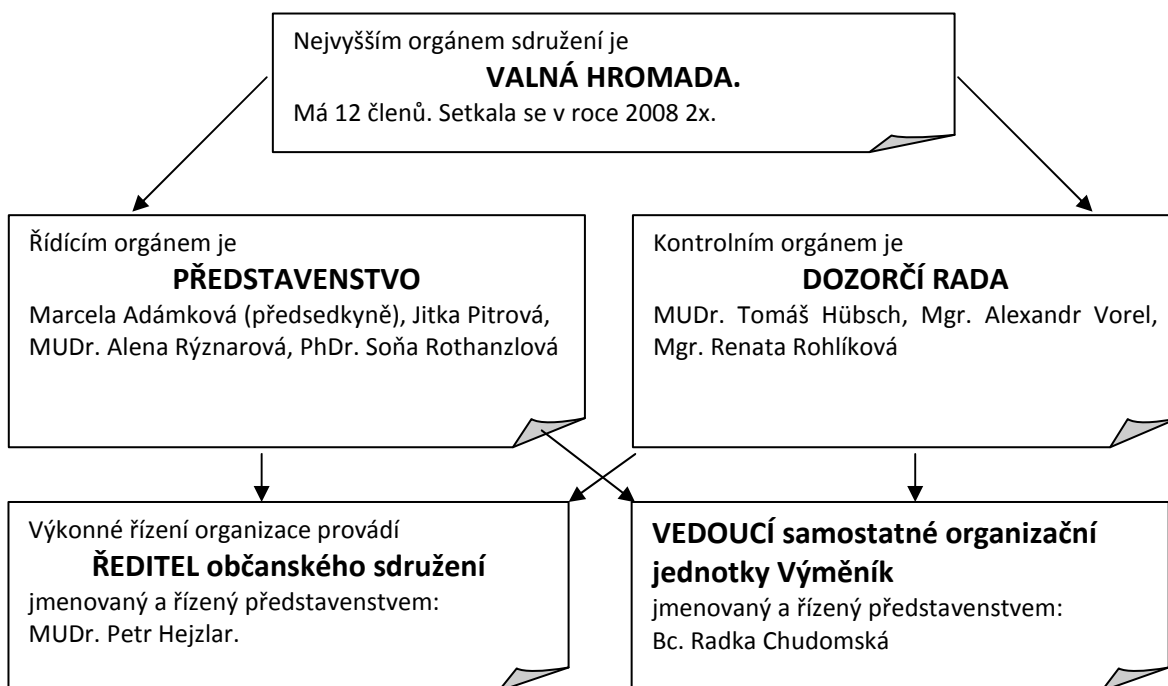 Nejvyšším orgánem sdružení je
VALNÁ HROMADA.
Má 12 členů. Setkala se v roce 2008 2x.
Řídícím orgánem je
PŘEDSTAVENSTVO
Marcela Adámková (předsedkyně), Jitka Pitrová,
MUDr. Alena Rýznarová, PhDr. Soňa Rothanzlová
Kontrolním orgánem je
DOZORČÍ RADA
MUDr. Tomáš Hübsch, Mgr. Alexandr Vorel,
Mgr. Renata Rohlíková
Výkonné řízení organizace provádí
ŘEDITEL občanského sdružení
jmenovaný a řízený představenstvem:
MUDr. Petr Hejzlar.
VEDOUCÍ samostatné organizační
jednotky Výměník
jmenovaný a řízený představenstvem:
Bc. Radka Chudomská